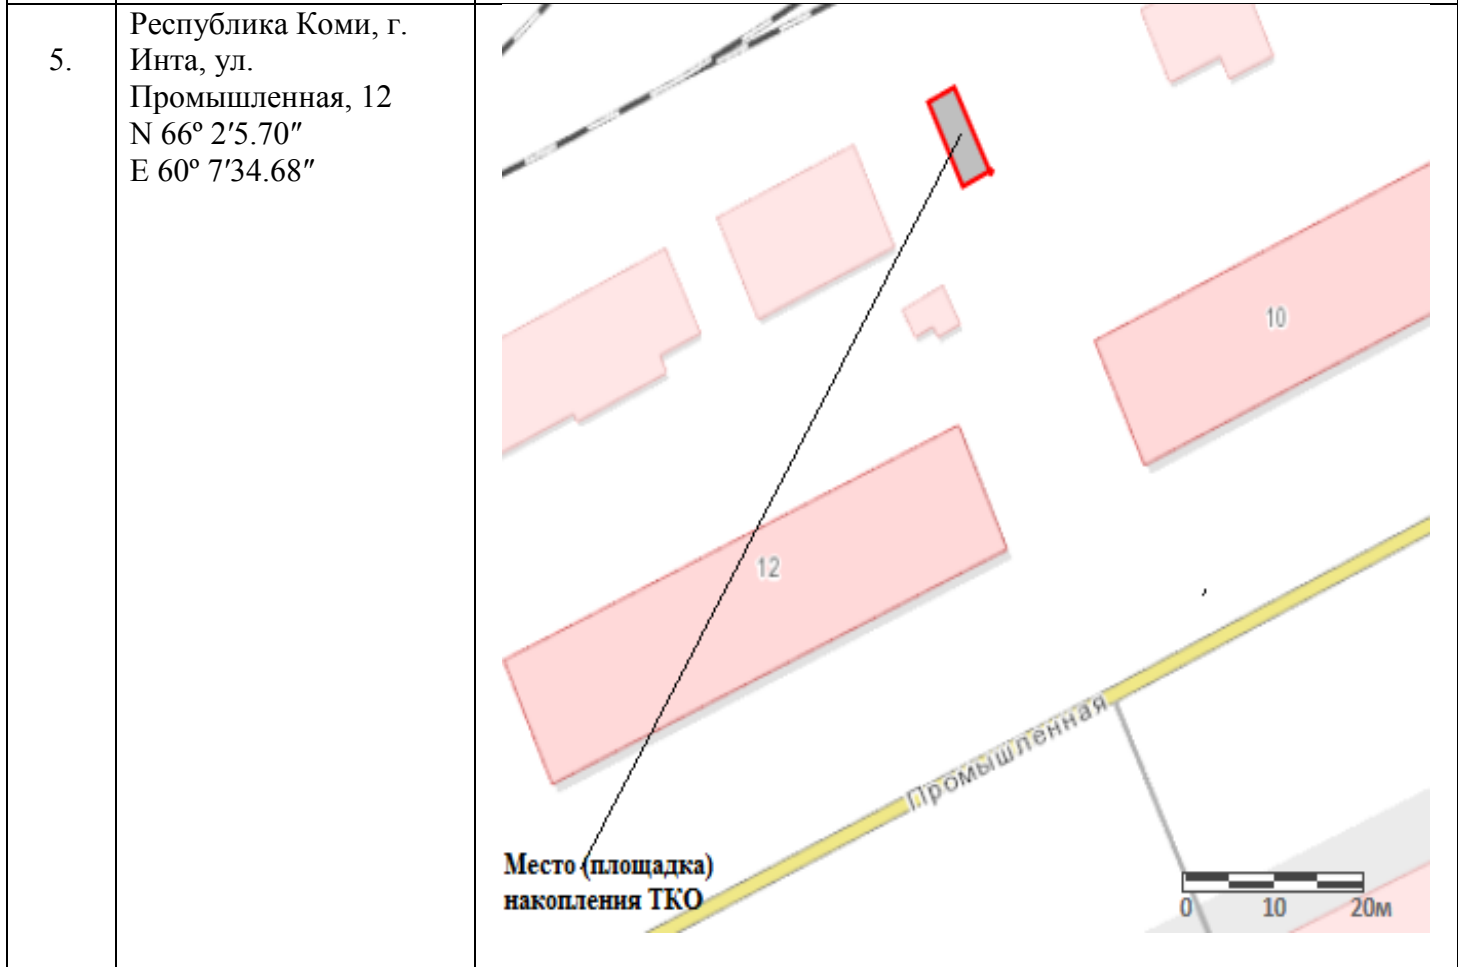 5.
Республика Коми, г.
Инта, ул.
Промышленная, 12
N 66º 2′5.70″
E 60º 7′34.68″
10
12
Промышленная
Место (площадка)
накопления ТКО
0 10 20м